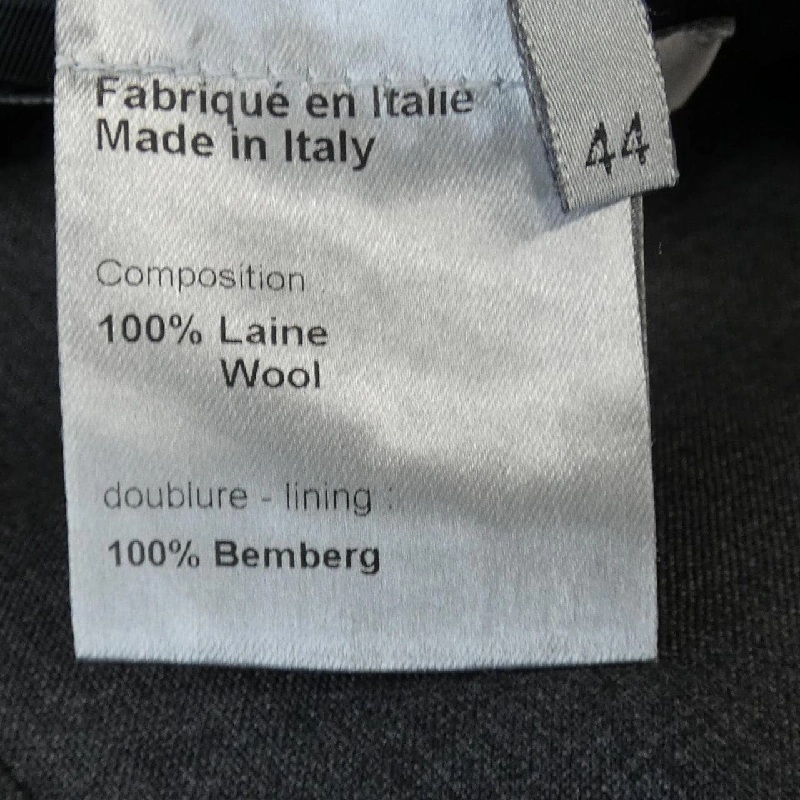 Fabriqué en Italie
Made in Italy
44
Composition
100% Laine
Wool
doublure - lining :
100% Bemberg